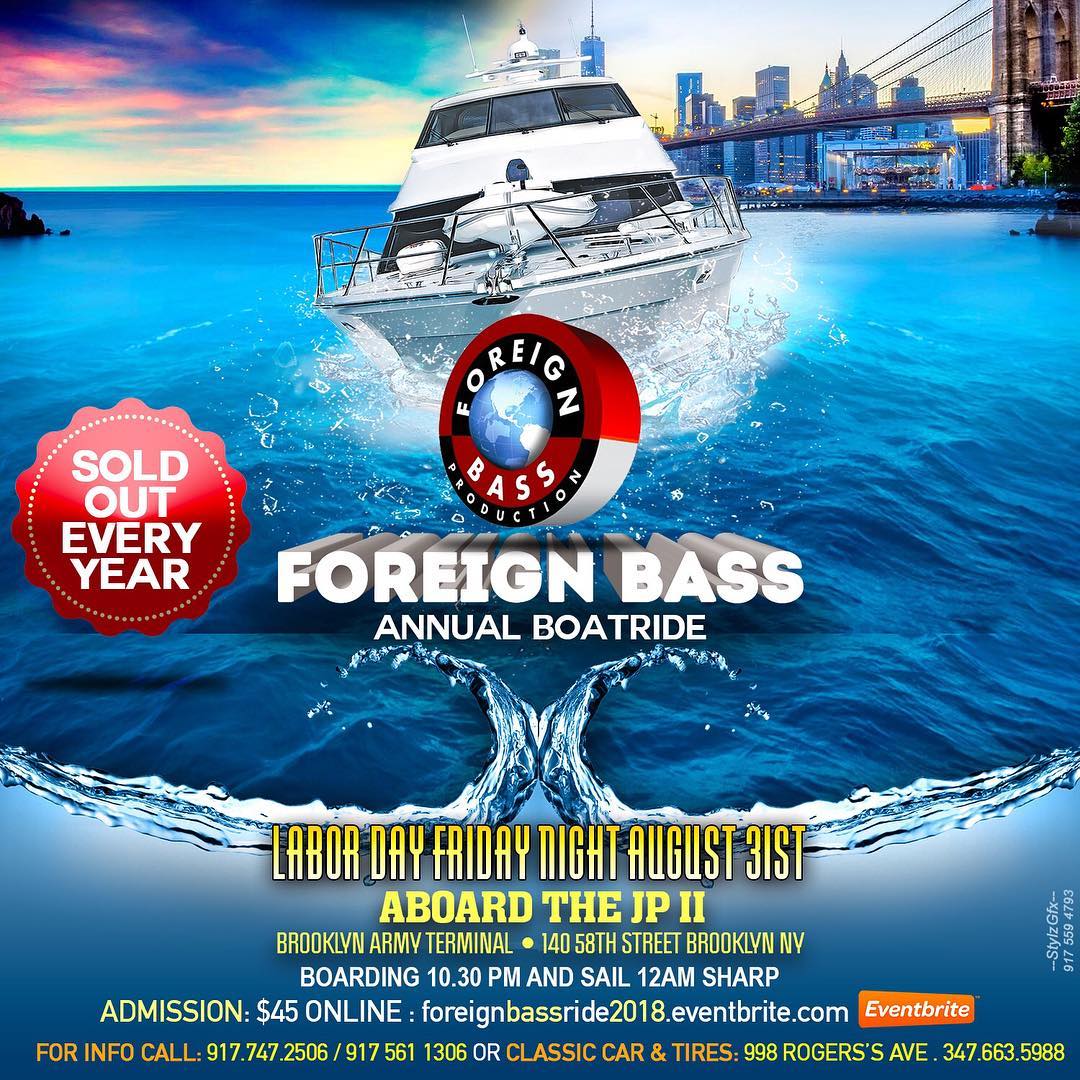 FOREIGN
BASS
PRODUCTION
SOLD
OUT
EVERY
YEAR
FOREIGN BASS
ANNUAL BOATRIDE
LABOR DAY FRIDAY NIGHT AUGUST 31ST
ABOARD THE JP II
BROOKLYN ARMY TERMINAL • 140 58TH STREET BROOKLYN NY
BOARDING 10.30 PM AND SAIL 12AM SHARP
ADMISSION: $45 ONLINE : foreignbassride2018.eventbrite.com Eventbrite
FOR INFO CALL: 917.747.2506 / 917 561 1306 OR CLASSIC CAR & TIRES: 998 ROGERS'S AVE . 347.663.5988
--StylzGfx--
917 559 4793